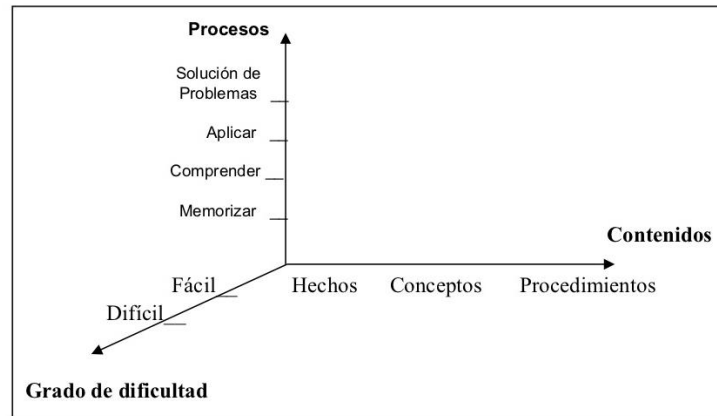 Procesos
Solución de
Problemas
Aplicar
Comprender
Memorizar
Contenidos
Fácil
Hechos
Conceptos
Procedimientos
Difícil
Grado de dificultad